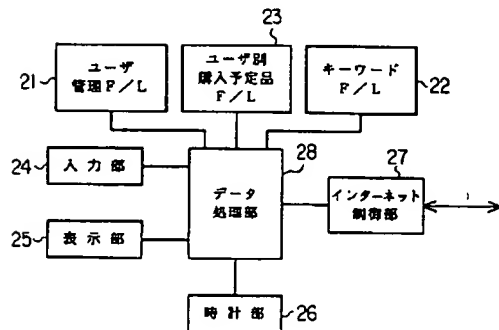 23
21
ユーザ
管理F/L
ユーザ別
購入予定品
F/L
キーワード
F/L
22
24
入力部
28
データ
処理部
27
インターネット
制御部
25
表示部
時計部
26